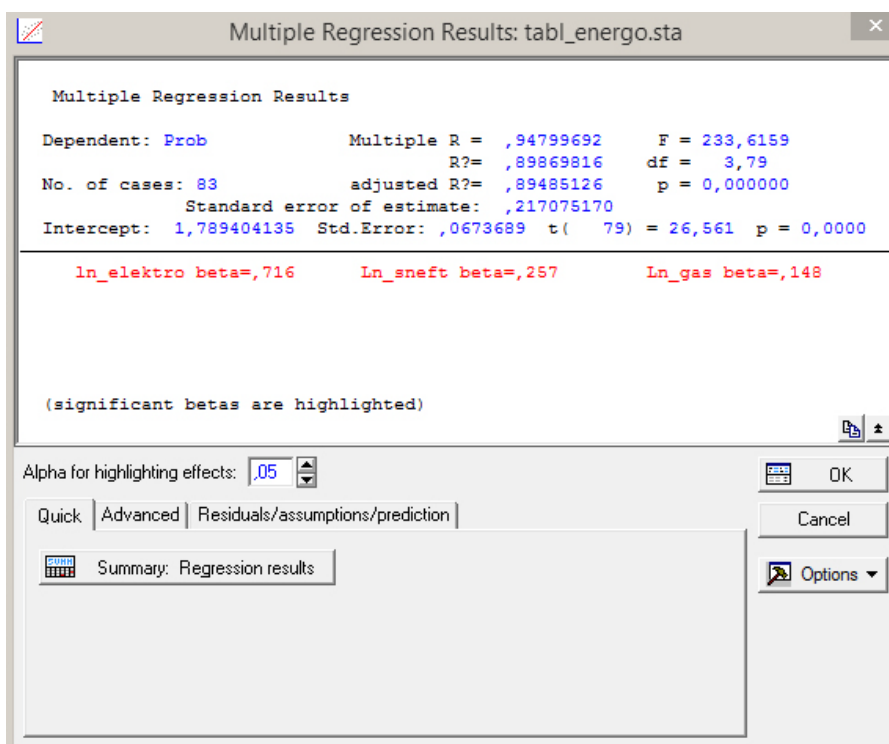 Multiple Regression Results: tabl_energo.sta
Multiple Regression Results
Dependent: Prob Multiple R = ,94799692 F = 233,6159
R?= ,89869816 df = 3,79
No. of cases: 83 adjusted R?= ,89485126 p = 0,000000
Standard error of estimate: ,217075170
Intercept: 1,789404135 Std.Error: ,0673689 t( 79) = 26,561 p = 0,0000
ln_elektro beta=,716 Ln_sneft beta=,257 Ln_gas beta=,148
(significant betas are highlighted)
Alpha for highlighting effects: ,05
OK
Quick Advanced Residuals/assumptions/prediction
Cancel
SUMM Summary: Regression results
Options